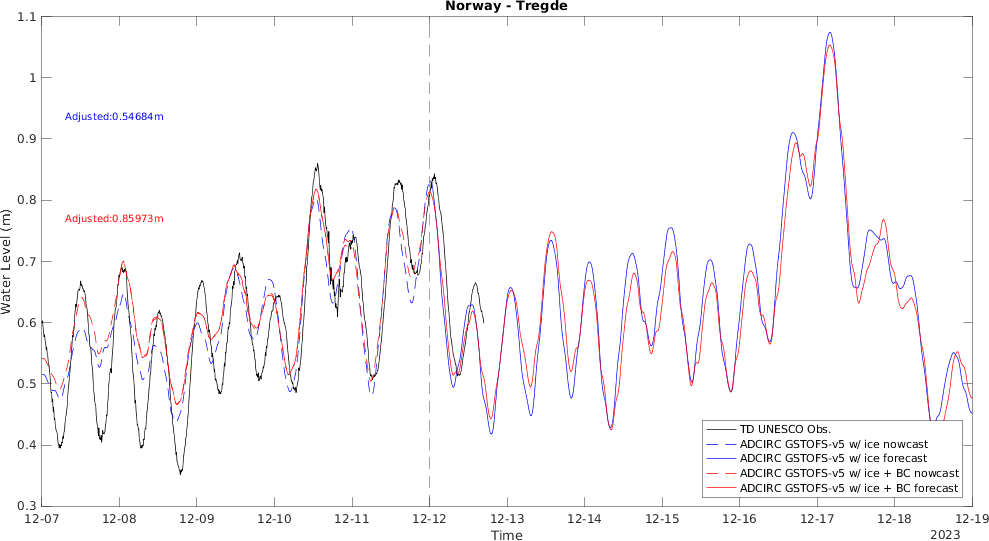 Norway - Tregde
Water Level (m)
1.1
1
0.9
0.8
0.7
0.6
0.5
0.4
0.3
Adjusted:0.54684m
Adjusted:0.85973m
TD UNESCO Obs.
ADCIRC GSTOFS-v5 w/ ice nowcast
ADCIRC GSTOFS-v5 w/ ice forecast
ADCIRC GSTOFS-v5 w/ ice + BC nowcast
ADCIRC GSTOFS-v5 w/ ice + BC forecast
12-07 12-08 12-09 12-10 12-11 12-12 12-13 12-14 12-15 12-16 12-17 12-18 12-19
Time
2023